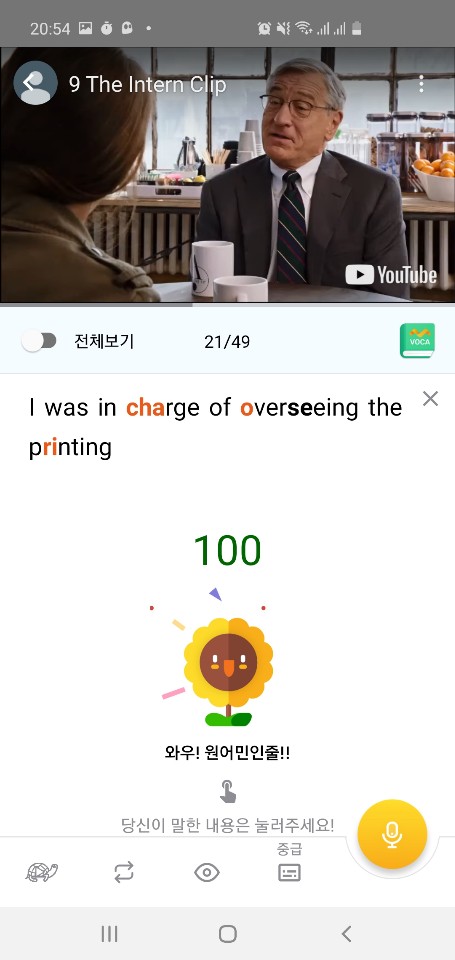 20:54
9 The Intern Clip
YouTube
전체보기
21/49
VOCA
I was in charge of overseeing the
printing
100
와우! 원어민인줄!!
당신이 말한 내용은 눌러주세요!
중급